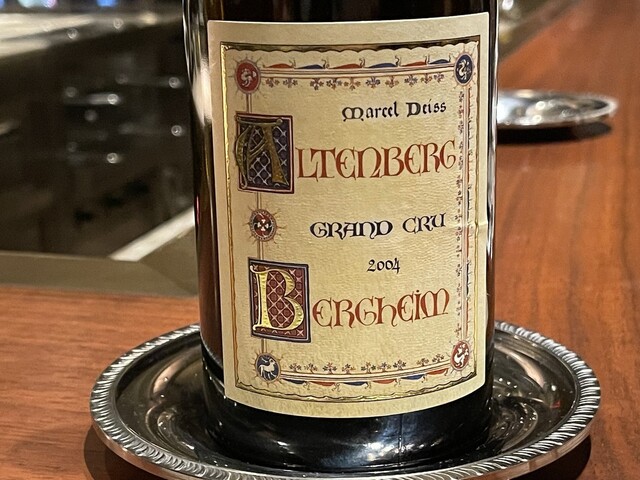 Marcel Deiss
ALTENBERG
GRAND CRU
2004
BERGHEIM